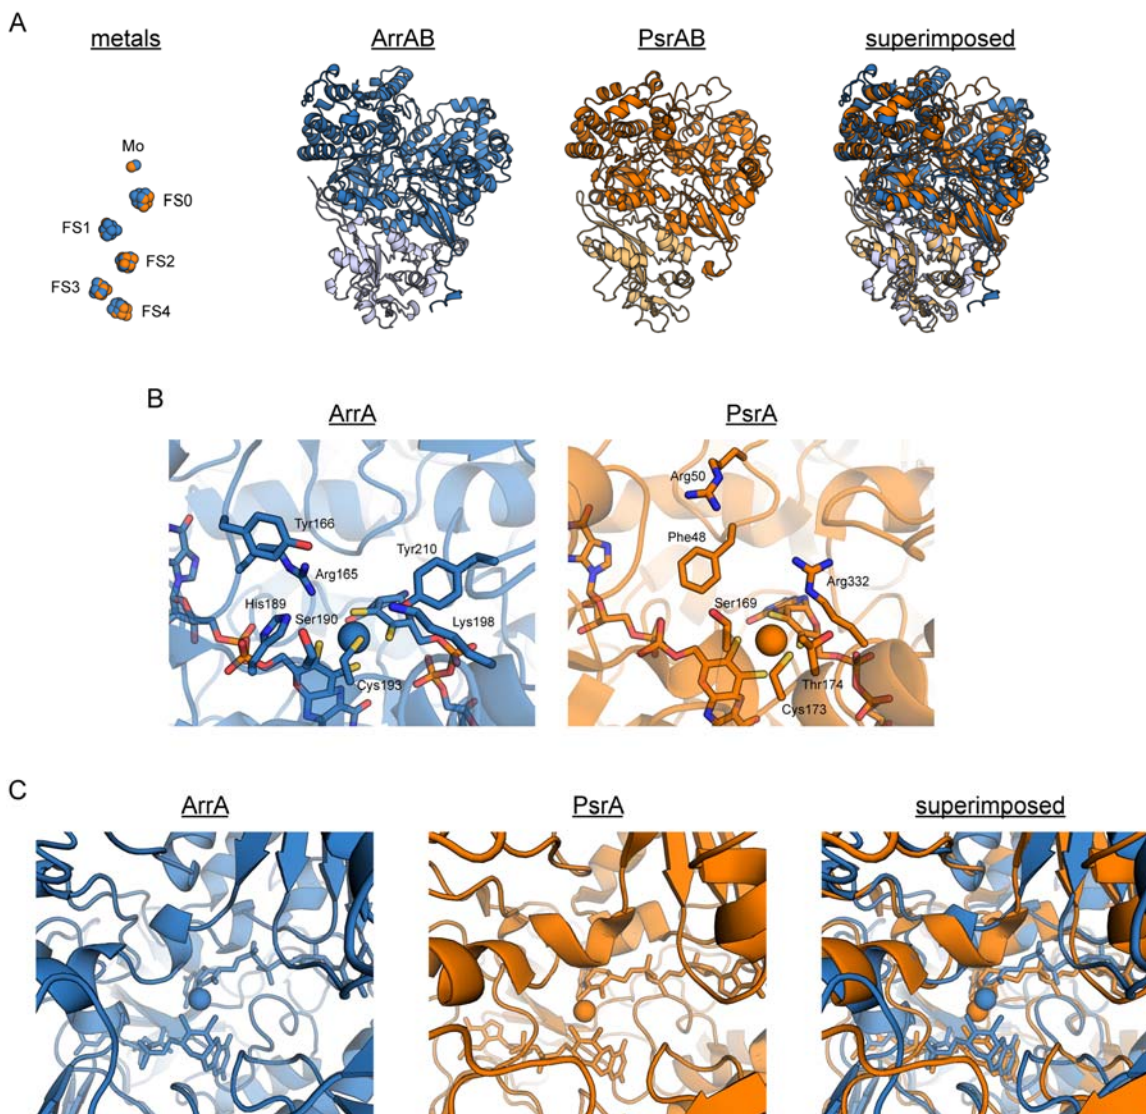 A
metals
ArrAB
PsrAB
superimposed
Mo
FS0
FS1
FS2
FS3
FS4
B
ArrA
PsrA
Tyr166
Arg165
Tyr210
His189
Ser190
Lys198
Cys193
Arg50
Phe48
Arg332
Ser169
Thr174
Cys173
C
ArrA
PsrA
superimposed